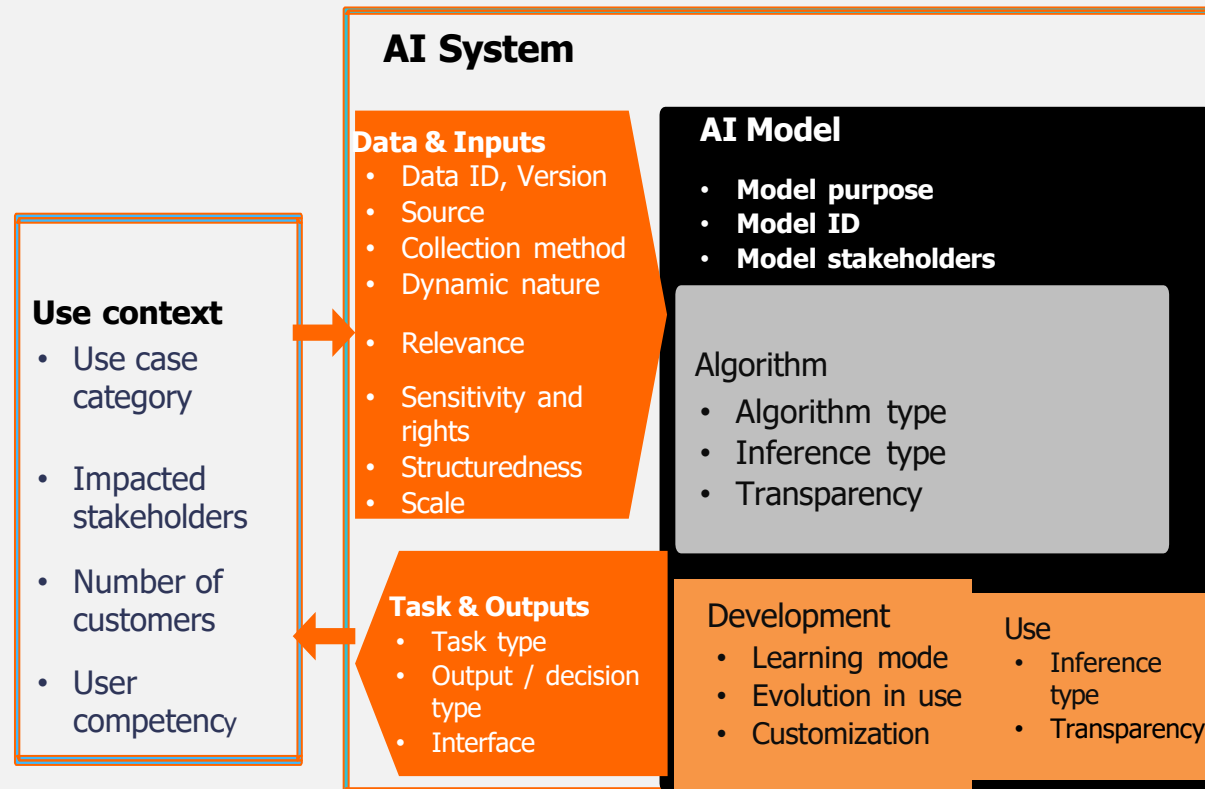 AI System
Data & Inputs
• Data ID, Version
• Source
• Collection method
• Dynamic nature
• Relevance
• Sensitivity and
rights
• Structuredness
• Scale
AI Model
• Model purpose
• Model ID
• Model stakeholders
Use context
• Use case
category
• Impacted
stakeholders
• Number of
customers
• User
competency
Algorithm
• Algorithm type
• Inference type
• Transparency
Task & Outputs
• Task type
• Output / decision
type
• Interface
Development
• Learning mode
• Evolution in use
• Customization
Use
• Inference
type
• Transparency